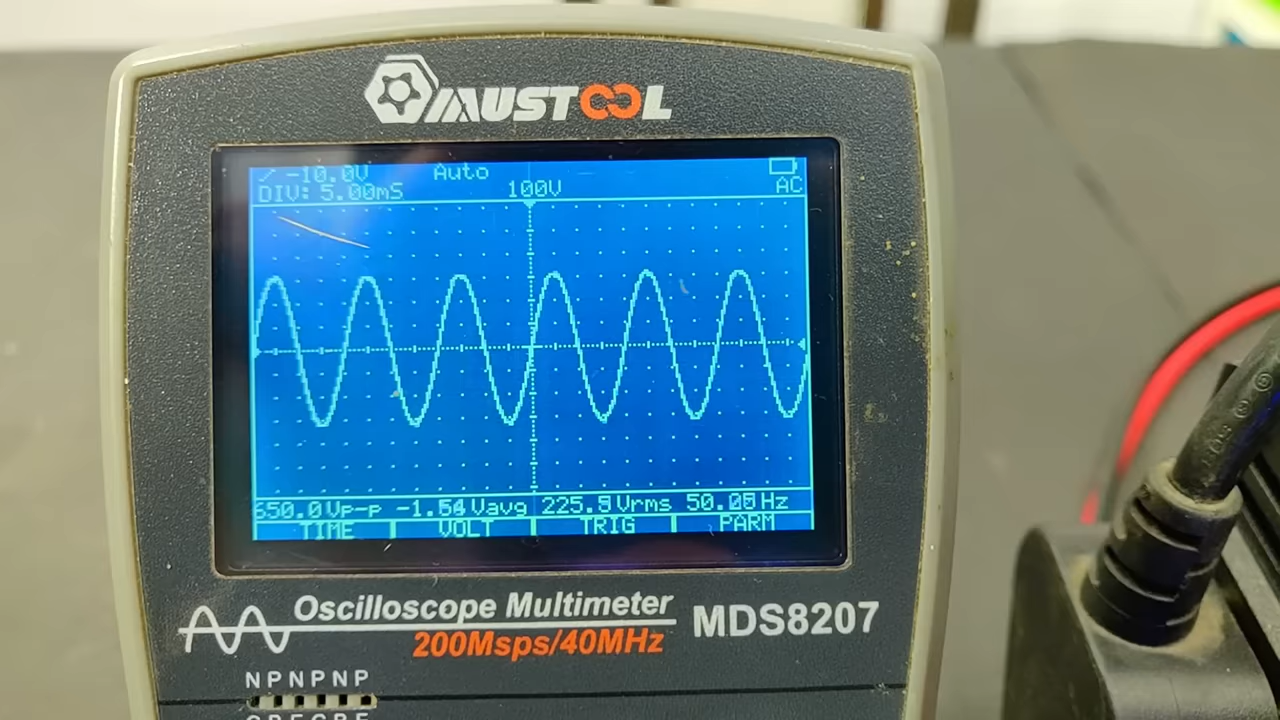 MUSTOOL
-10.0V Auto
DIV: 5.00mS 100V AC
650.0Vp-p -1.54Vavg 225.9Vrms 50.05Hz
TIME VOLT TRIG PARM
Oscilloscope Multimeter MDS8207
200Msps/40MHz
NPNPNP